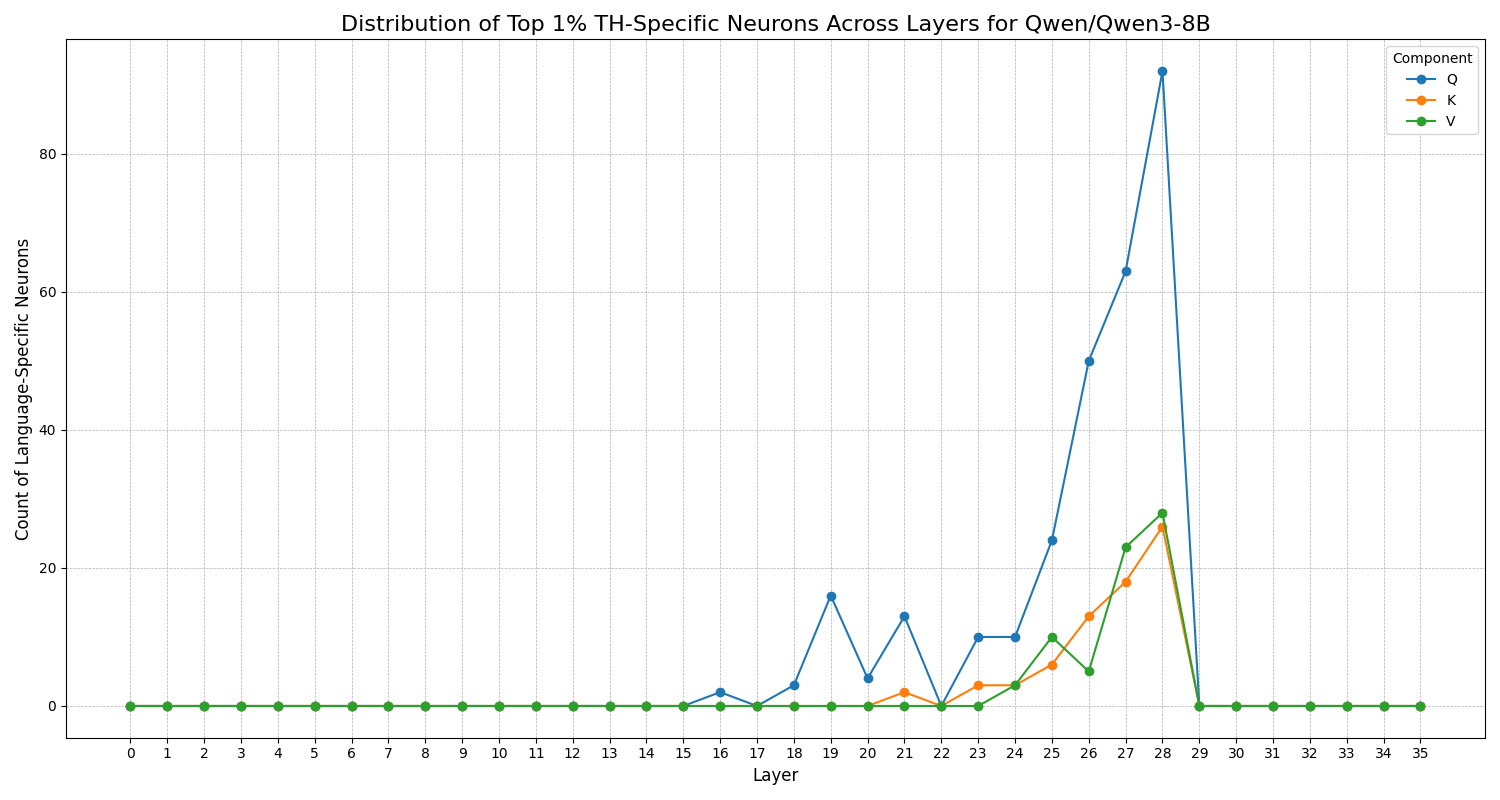 Distribution of Top 1% TH-Specific Neurons Across Layers for Qwen/Qwen3-8B
Component
Q
K
V
80
60
40
20
0
Count of Language-Specific Neurons
0 1 2 3 4 5 6 7 8 9 10 11 12 13 14 15 16 17 18 19 20 21 22 23 24 25 26 27 28 29 30 31 32 33 34 35
Layer